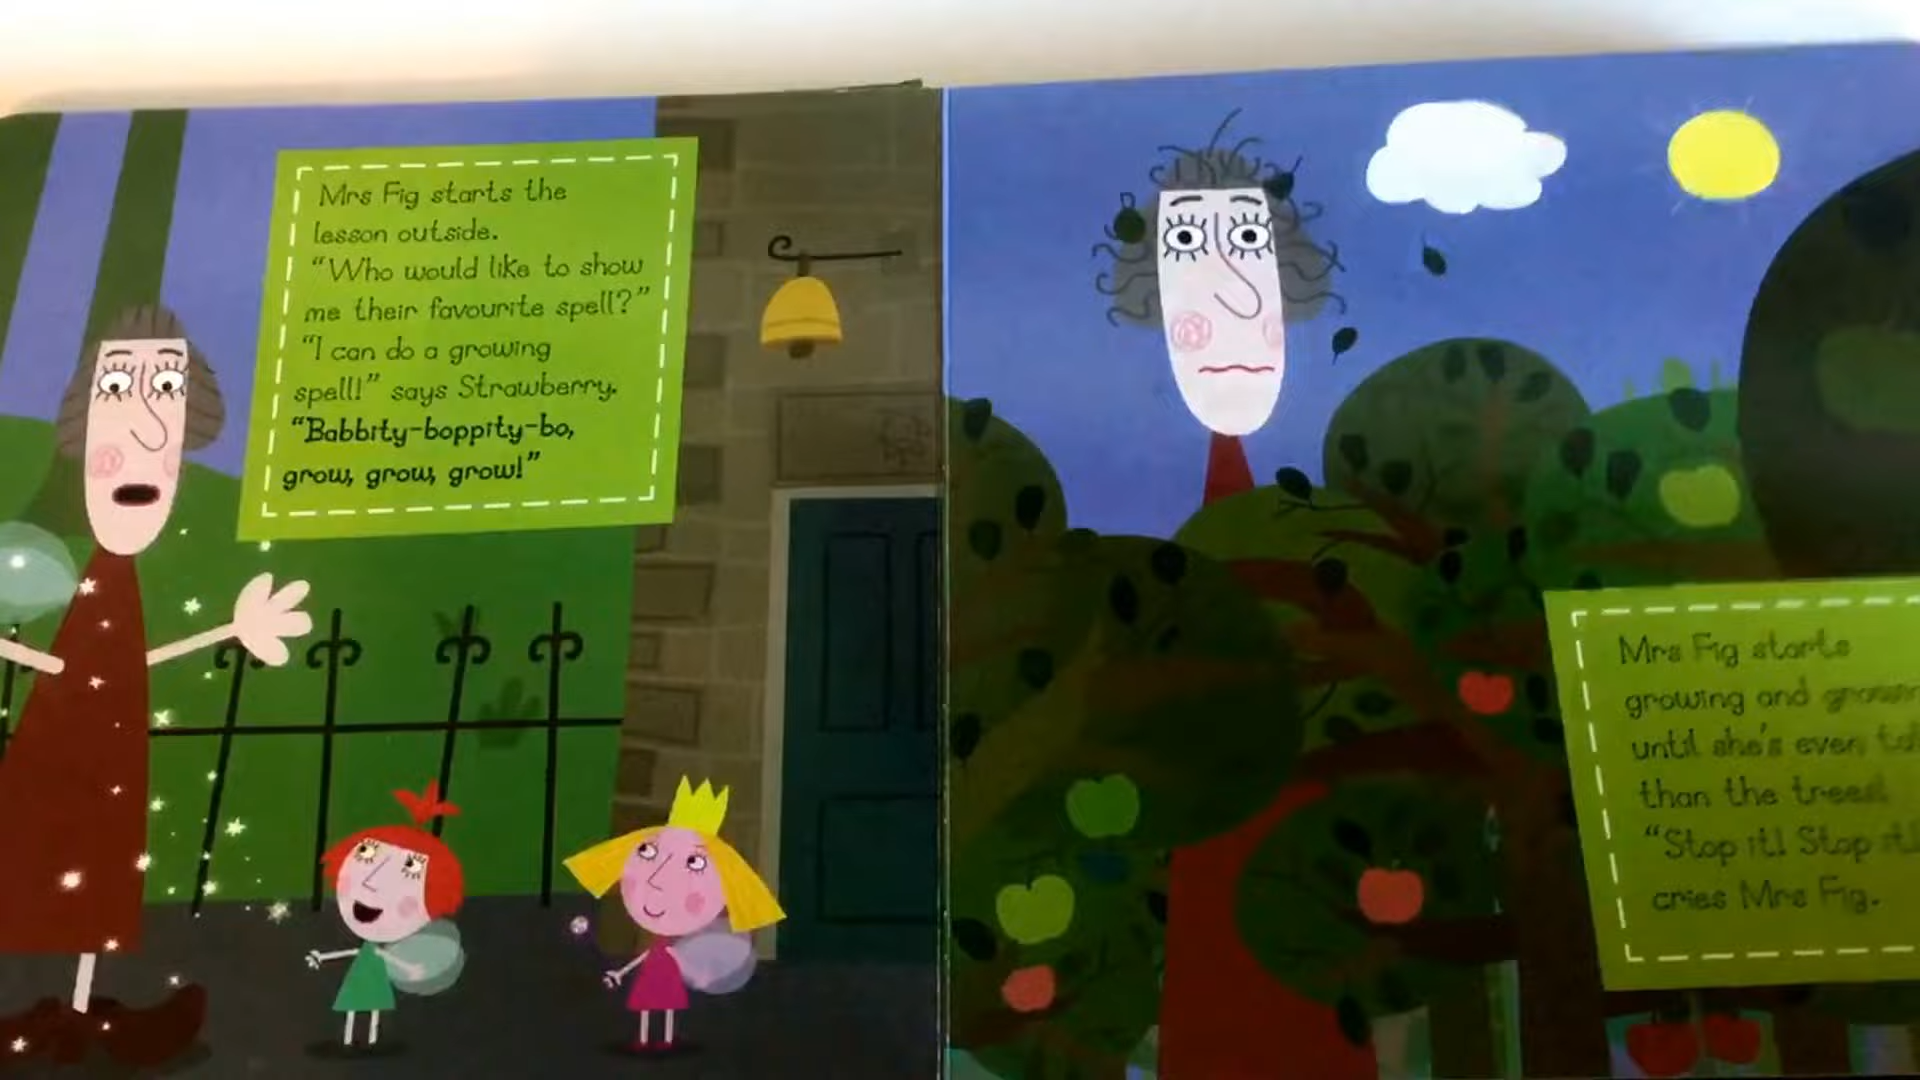 Mrs Fig starts the
lesson outside.
“Who would like to show
me their favourite spell?”
“I can do a growing
spell!” says Strawberry.
“Babbity-boppity-bo,
grow, grow, grow!”
Mrs Fig starts
growing and
until she's even
than the trees!
“Stop it! Stop it!
cries Mrs Fig.